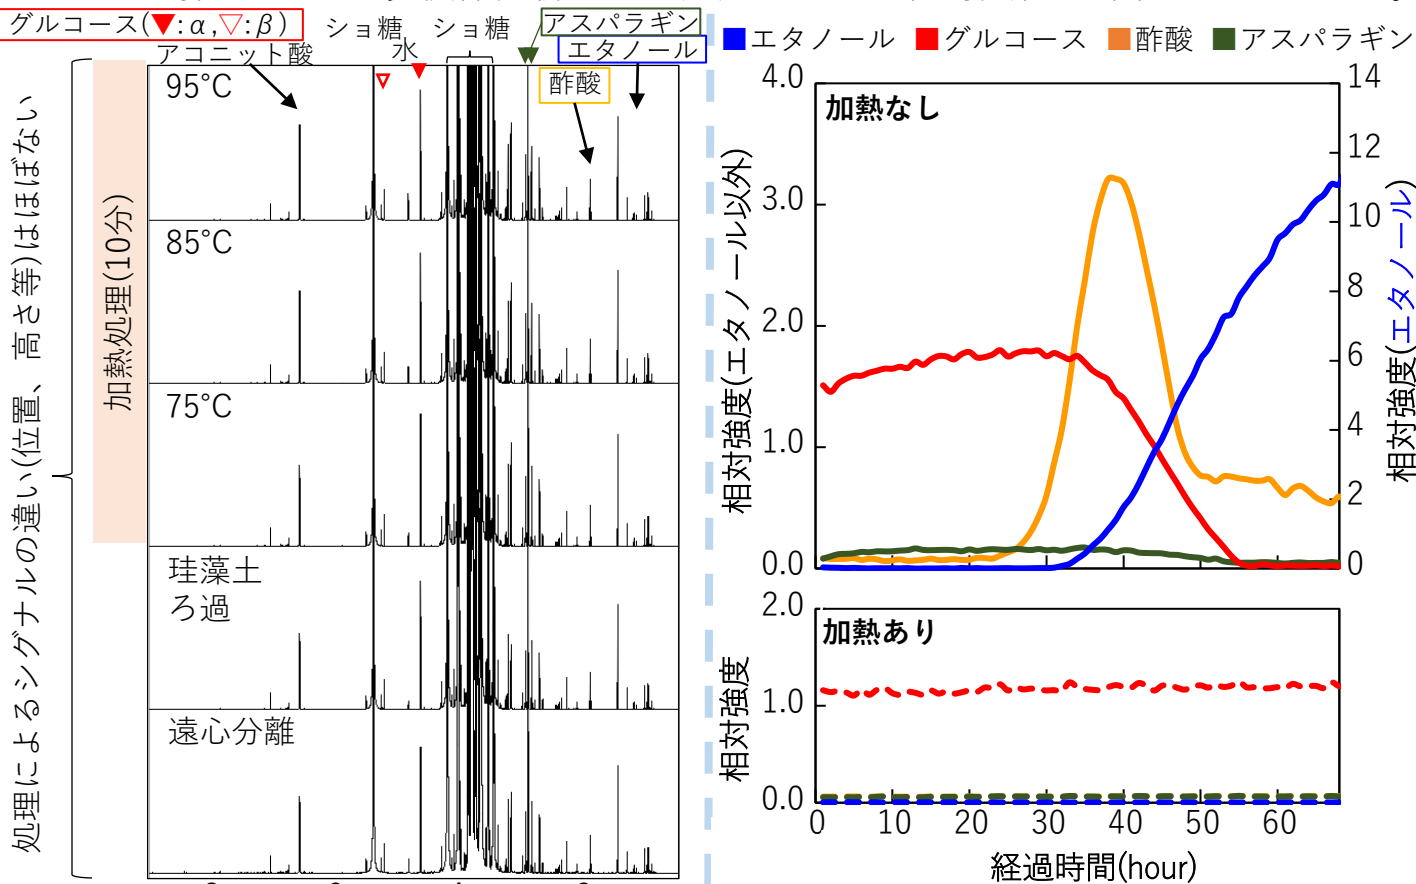 グルコース(▼:α,▽:β)
アコニット酸
ショ糖
水
ショ糖
アスパラギン
エタノール
酢酸
処理によるシグナルの違い(位置、高さ等)はほぼない
加熱処理(10分)
95°C
85°C
75°C
珪藻土
ろ過
遠心分離
エタノール グルコース 酢酸 アスパラギン
加熱なし
4.0
3.0
2.0
1.0
0.0
相対強度(エタノール以外)
14
12
10
8
6
4
2
0
相対強度(エタノール)
加熱あり
2.0
1.0
0.0
相対強度
0 10 20 30 40 50 60
経過時間(hour)